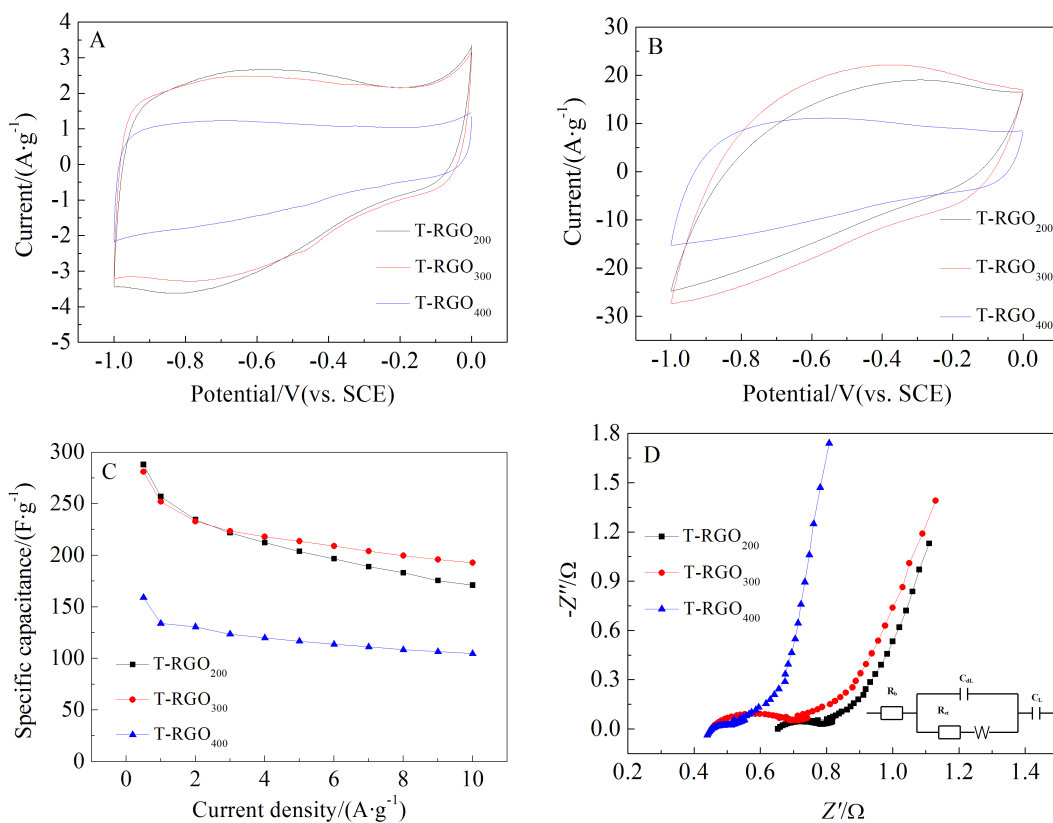 A
4
3
2
1
0
-1
-2
-3
-4
-5
Current/(A·g⁻¹)
T-RGO₂₀₀
T-RGO₃₀₀
T-RGO₄₀₀
-1.0 -0.8 -0.6 -0.4 -0.2 0.0
Potential/V(vs. SCE)
B
30
20
10
0
-10
-20
-30
Current/(A·g⁻¹)
T-RGO₂₀₀
T-RGO₃₀₀
T-RGO₄₀₀
-1.0 -0.8 -0.6 -0.4 -0.2 0.0
Potential/V(vs. SCE)
C
300
250
200
150
100
50
0
Specific capacitance/(F·g⁻¹)
T-RGO₂₀₀
T-RGO₃₀₀
T-RGO₄₀₀
0 2 4 6 8 10
Current density/(A·g⁻¹)
D
1.8
1.5
1.2
0.9
0.6
0.3
0.0
-Z''/Ω
T-RGO₂₀₀
T-RGO₃₀₀
T-RGO₄₀₀
C_dL
R_b
R_σ
C_L
0.2 0.4 0.6 0.8 1.0 1.2 1.4
Z'/Ω